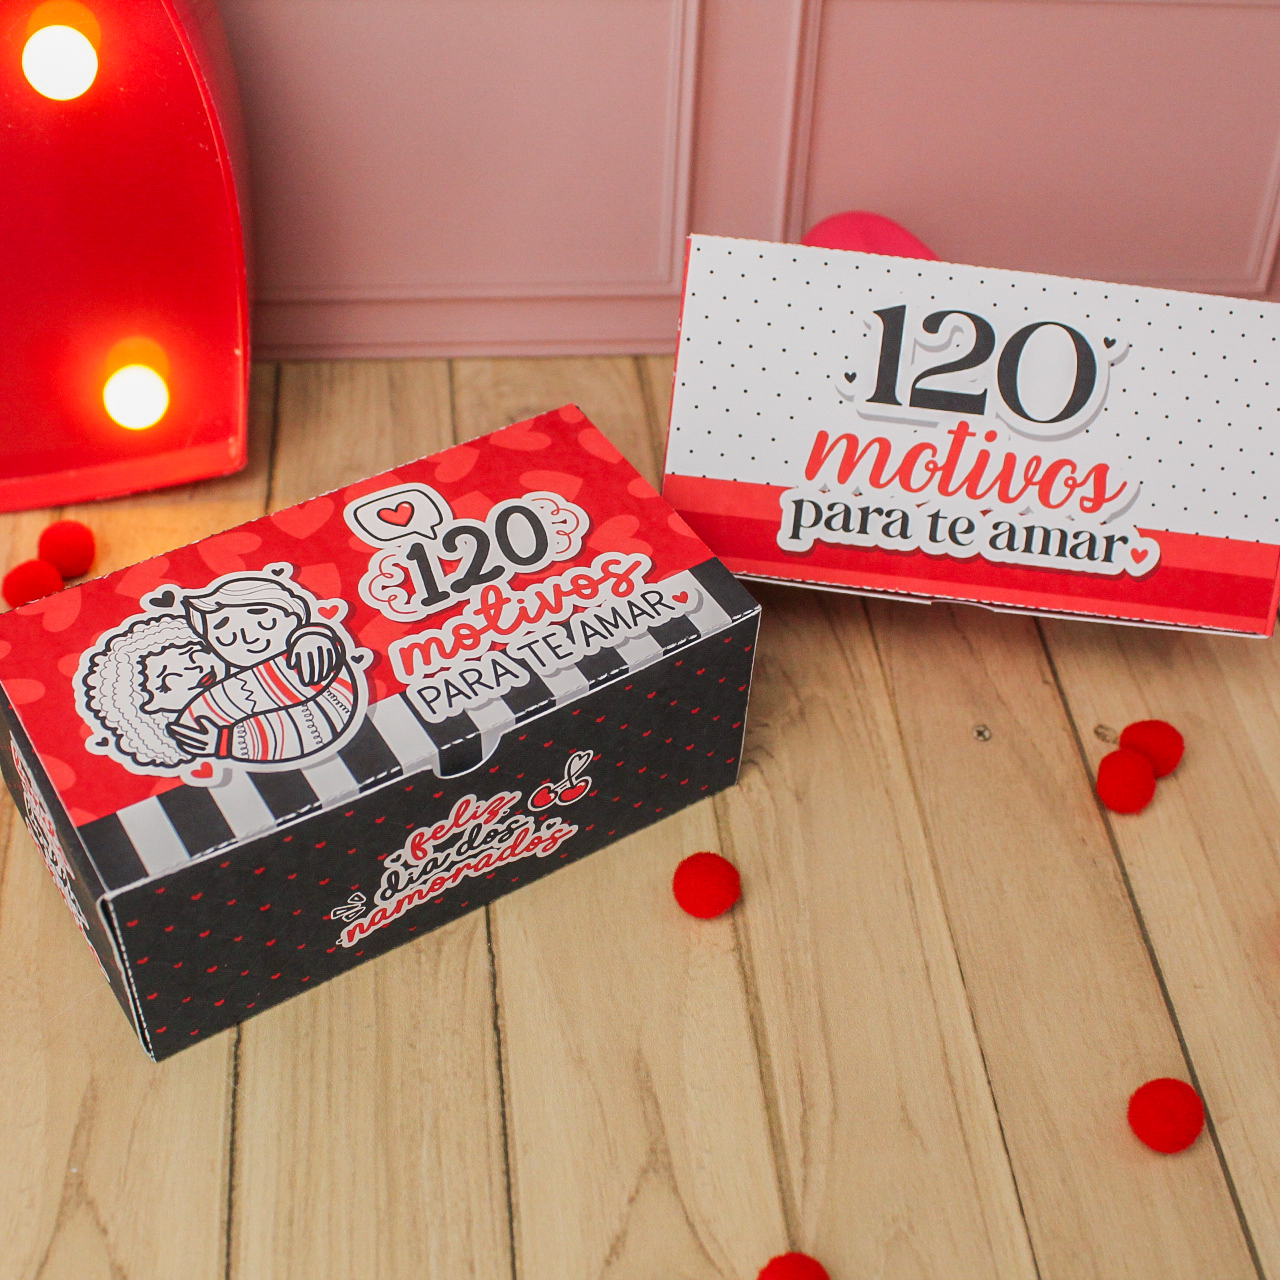 120
motivos
PARA TE AMAR
feliz
dia dos
namorados
120
motivos
para te amar